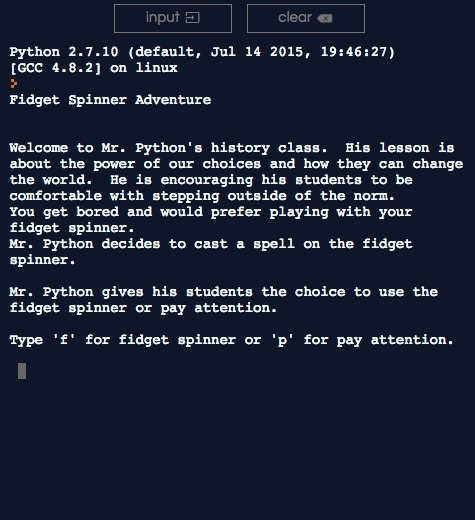 input
clear
Python 2.7.10 (default, Jul 14 2015, 19:46:27)
[GCC 4.8.2] on linux
Fidget Spinner Adventure
Welcome to Mr. Python's history class.  His lesson is
about the power of our choices and how they can change
the world.  He is encouraging his students to be
comfortable with stepping outside of the norm.
You get bored and would prefer playing with your
fidget spinner.
Mr. Python decides to cast a spell on the fidget
spinner.
Mr. Python gives his students the choice to use the
fidget spinner or pay attention.
Type 'f' for fidget spinner or 'p' for pay attention.